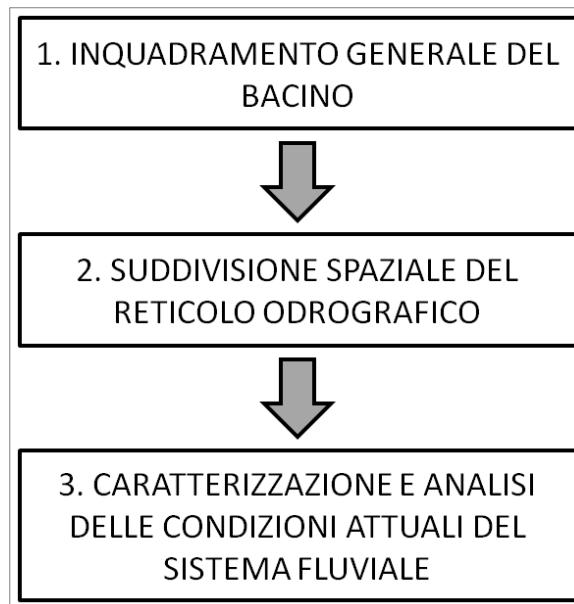 1. INQUADRAMENTO GENERALE DEL
BACINO
2. SUDDIVISIONE SPAZIALE DEL
RETICOLO ODROGRAFICO
3. CARATTERIZZAZIONE E ANALISI
DELLE CONDIZIONI ATTUALI DEL
SISTEMA FLUVIALE